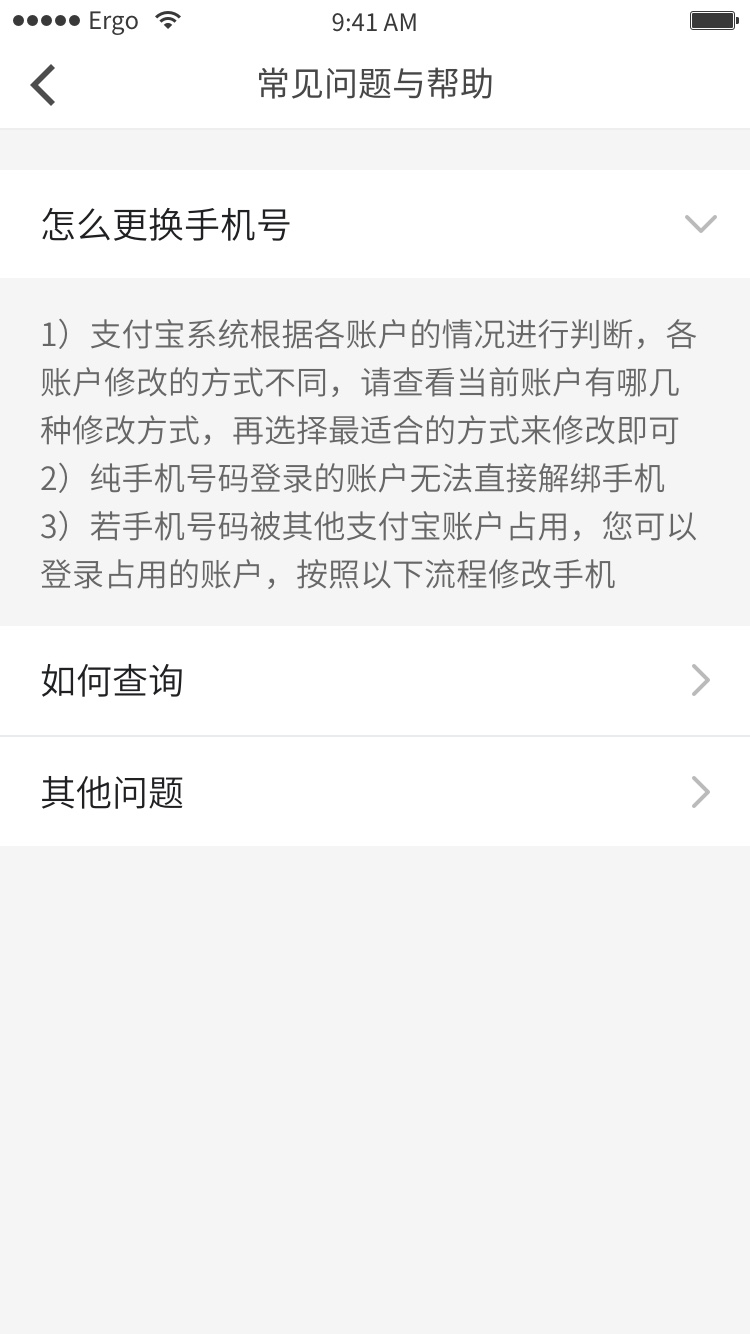 Ergo 9:41 AM
常见问题与帮助
怎么更换手机号
1）支付宝系统根据各账户的情况进行判断，各
账户修改的方式不同，请查看当前账户有哪几
种修改方式，再选择最适合的方式来修改即可
2）纯手机号码登录的账户无法直接解绑手机
3）若手机号码被其他支付宝账户占用，您可以
登录占用的账户，按照以下流程修改手机
如何查询
其他问题